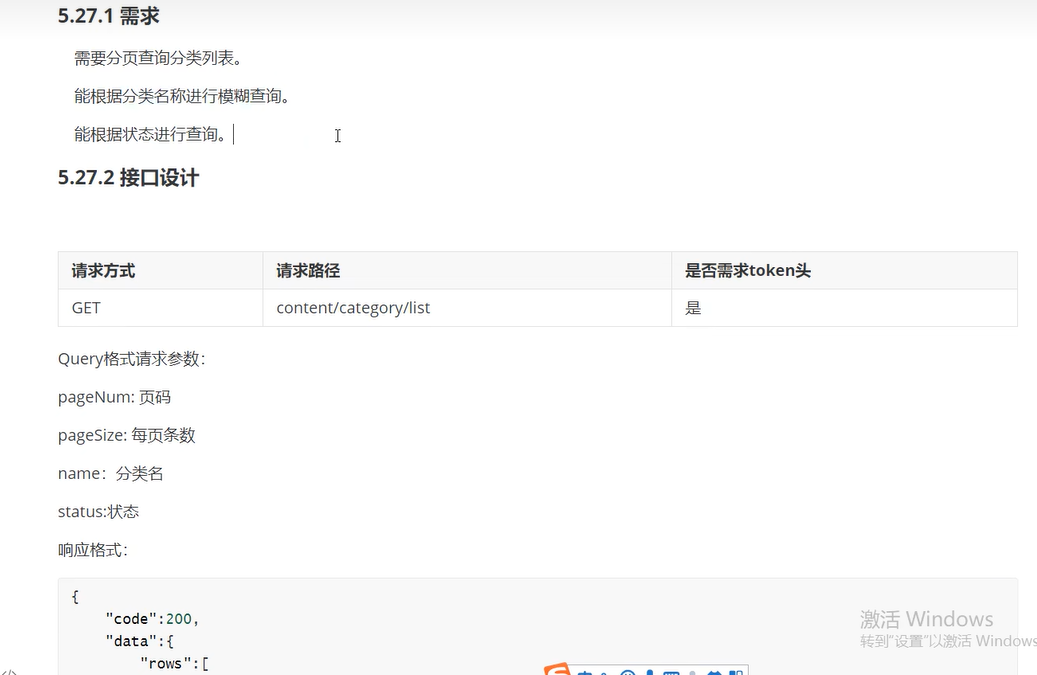 5.27.1 需求
需要分页查询分类列表。
能根据分类名称进行模糊查询。
能根据状态进行查询。
5.27.2 接口设计
请求方式 请求路径 是否需求token头
GET content/category/list 是
Query格式请求参数：
pageNum: 页码
pageSize: 每页条数
name：分类名
status:状态
响应格式：
{
"code":200,
"data":{
"rows":[
激活 Windows
转到"设置"以激活 Windows